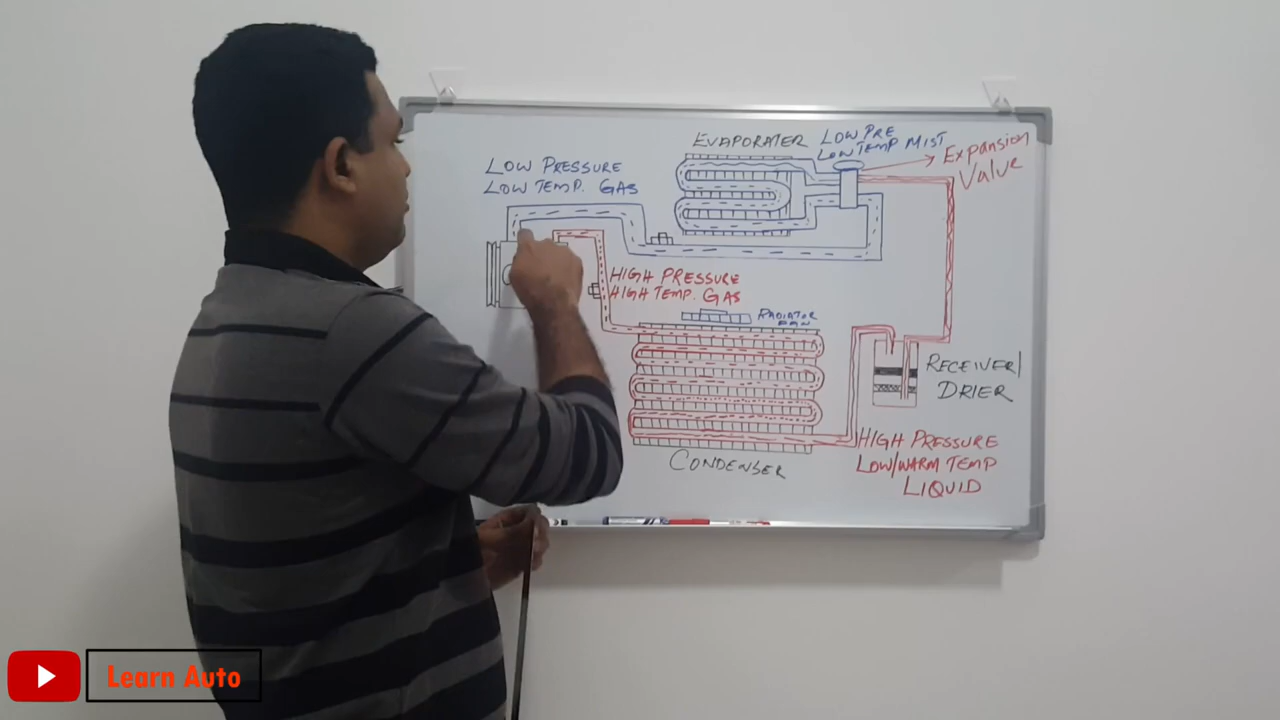 EVAPORATER
LOW PRE
LOW TEMP MIST
Expansion
Value
LOW PRESSURE
LOW TEMP. GAS
HIGH PRESSURE
HIGH TEMP. GAS
RADIATOR
FAN
RECEIVER/
DRIER
CONDENSER
HIGH PRESSURE
LOW/WARM TEMP
LIQUID
Learn Auto